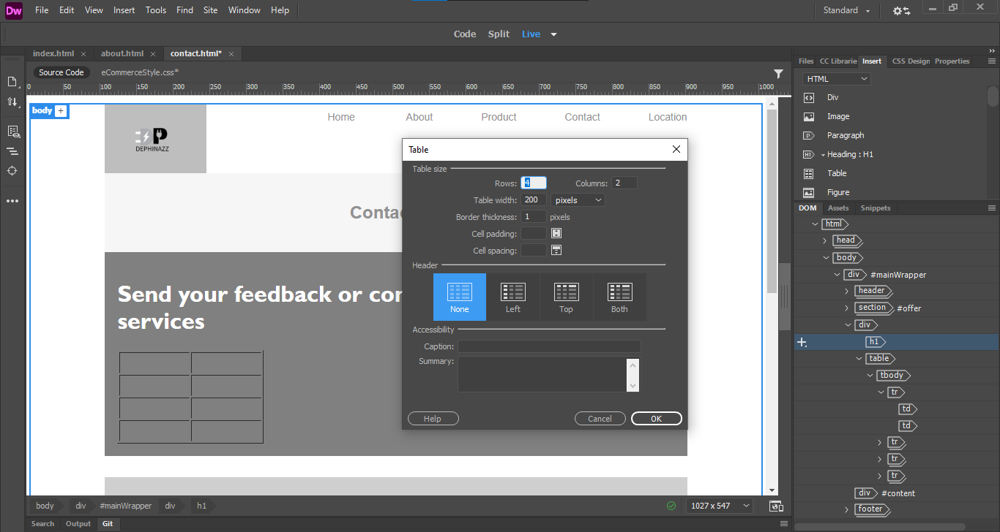 Dw File Edit View Insert Tools Find Site Window Help Standard
Code Split Live
index.html about.html contact.html*
Source Code eCommerceStyle.css*
0 50 100 150 200 250 300 350 400 450 500 550 600 650 700 750 800 850 900 950 1000
body +
DEPHINAZZ
Home About Product Contact Location
Conta
Send your feedback or co
services
Table
Table size
Rows: 4 Columns: 2
Table width: 200 pixels
Border thickness: 1 pixels
Cell padding:
Cell spacing:
Header
None Left Top Both
Accessibility
Caption:
Summary:
Help Cancel OK
body div #mainWrapper div h1
1027 x 547
Search Output Git
Files CC Librarie Insert CSS Design Properties
HTML
Div
Image
Paragraph
Heading : H1
Table
Figure
DOM Assets Snippets
html
head
body
div #mainWrapper
header
section #offer
div
h1
table
tbody
tr
td
td
tr
tr
tr
div #content
footer